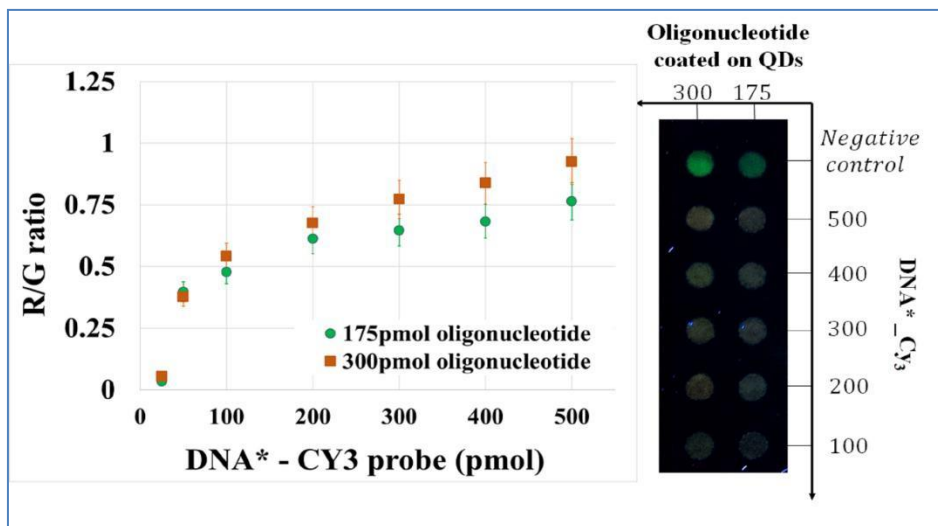 1.25
1
0.75
0.5
0.25
0
0
100
200
300
400
500
R/G ratio
DNA* - CY3 probe (pmol)
175pmol oligonucleotide
300pmol oligonucleotide
Oligonucleotide
coated on QDs
300 175
Negative
control
500
400
300
200
100
DNA* _ Cy3